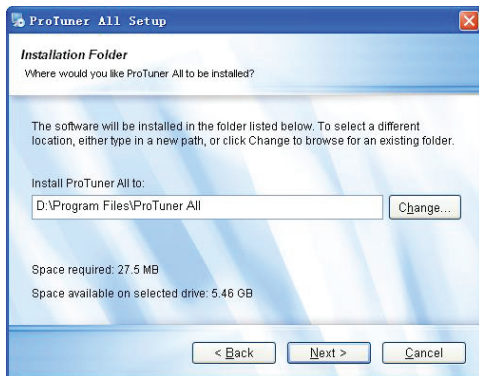 ProTuner All Setup
Installation Folder
Where would you like ProTuner All to be installed?
The software will be installed in the folder listed below. To select a different
location, either type in a new path, or click Change to browse for an existing folder.
Install ProTuner All to:
D:\Program Files\ProTuner All
Change...
Space required: 27.5 MB
Space available on selected drive: 5.46 GB
< Back Next > Cancel